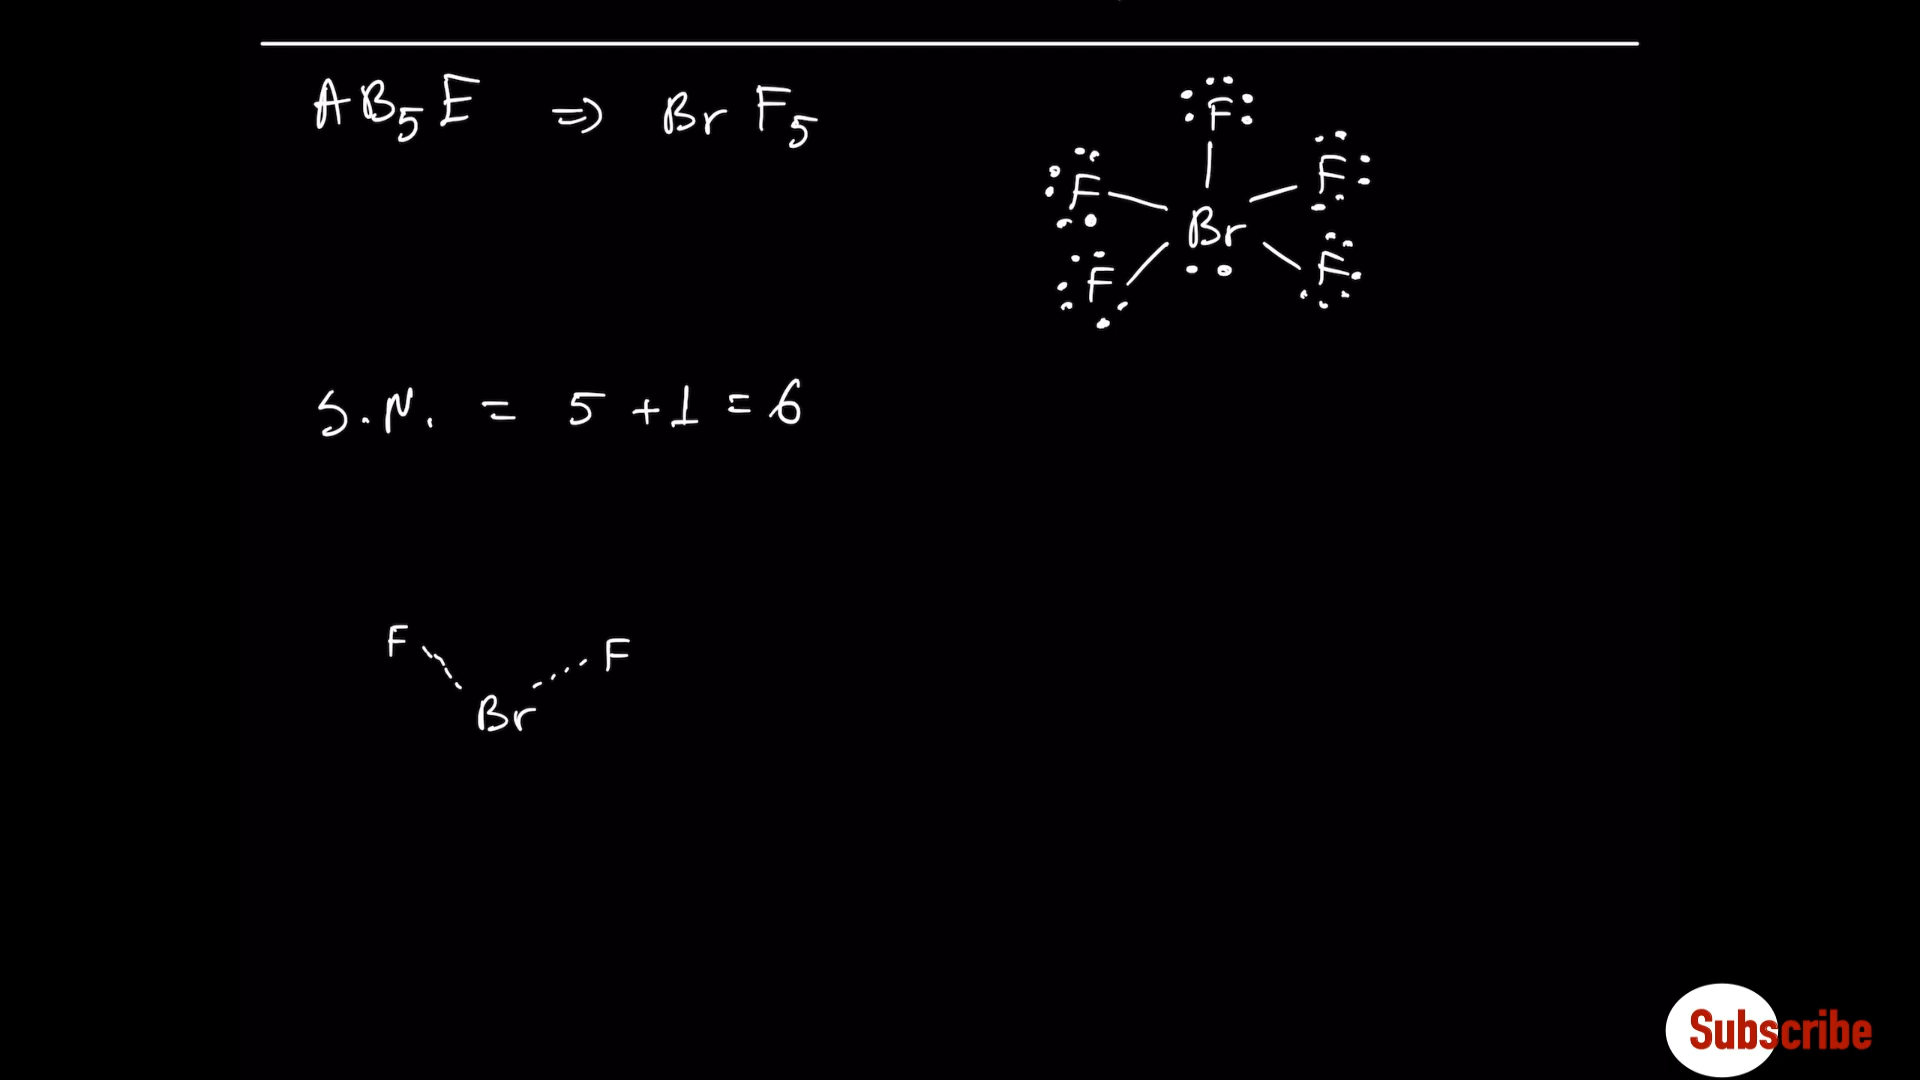 AB₅E ⇒ BrF₅
F
F
F
Br
F
F
S.N. = 5 + 1 = 6
F F
Br
Subscribe